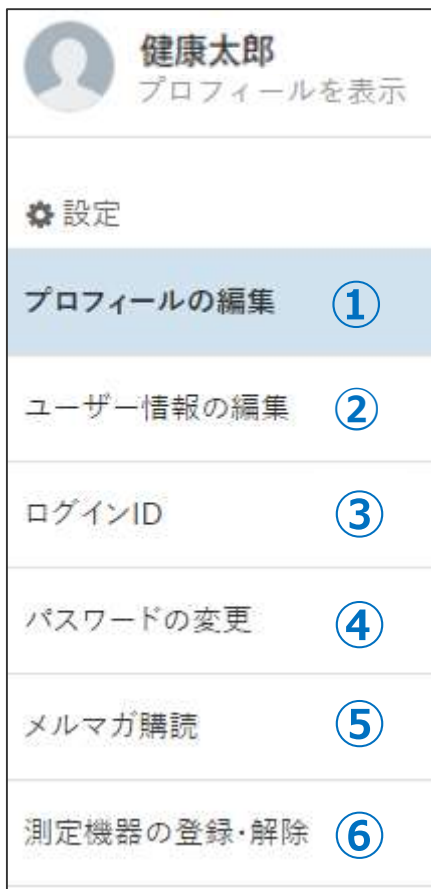 健康太郎
プロフィールを表示
設定
プロフィールの編集 ①
ユーザー情報の編集 ②
ログインID ③
パスワードの変更 ④
メルマガ購読 ⑤
測定機器の登録・解除 ⑥